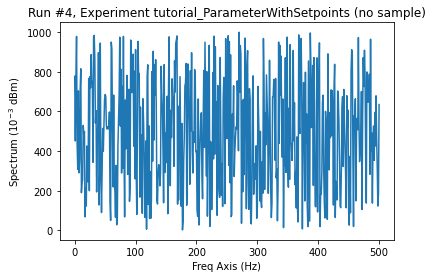 Run #4, Experiment tutorial_ParameterWithSetpoints (no sample)
1000
800
600
400
200
0
Spectrum (10⁻³ dBm)
0 100 200 300 400 500
Freq Axis (Hz)